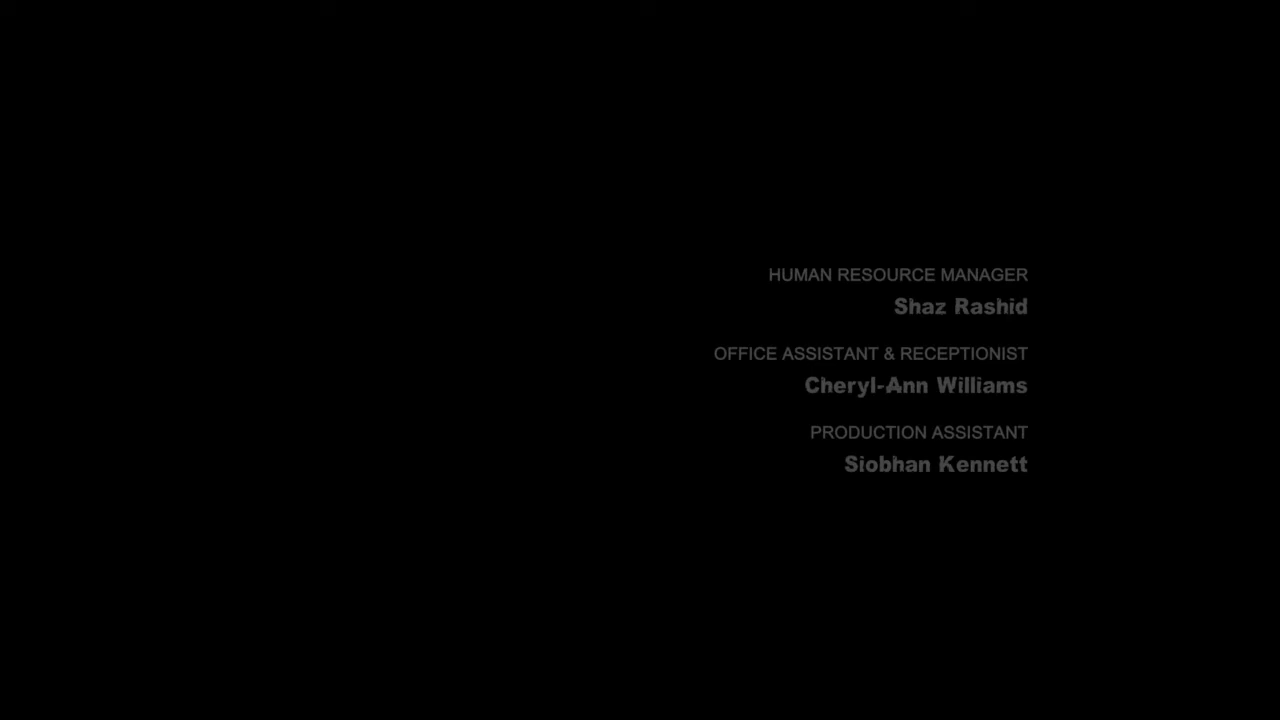 HUMAN RESOURCE MANAGER
Shaz Rashid
OFFICE ASSISTANT & RECEPTIONIST
Cheryl-Ann Williams
PRODUCTION ASSISTANT
Siobhan Kennett